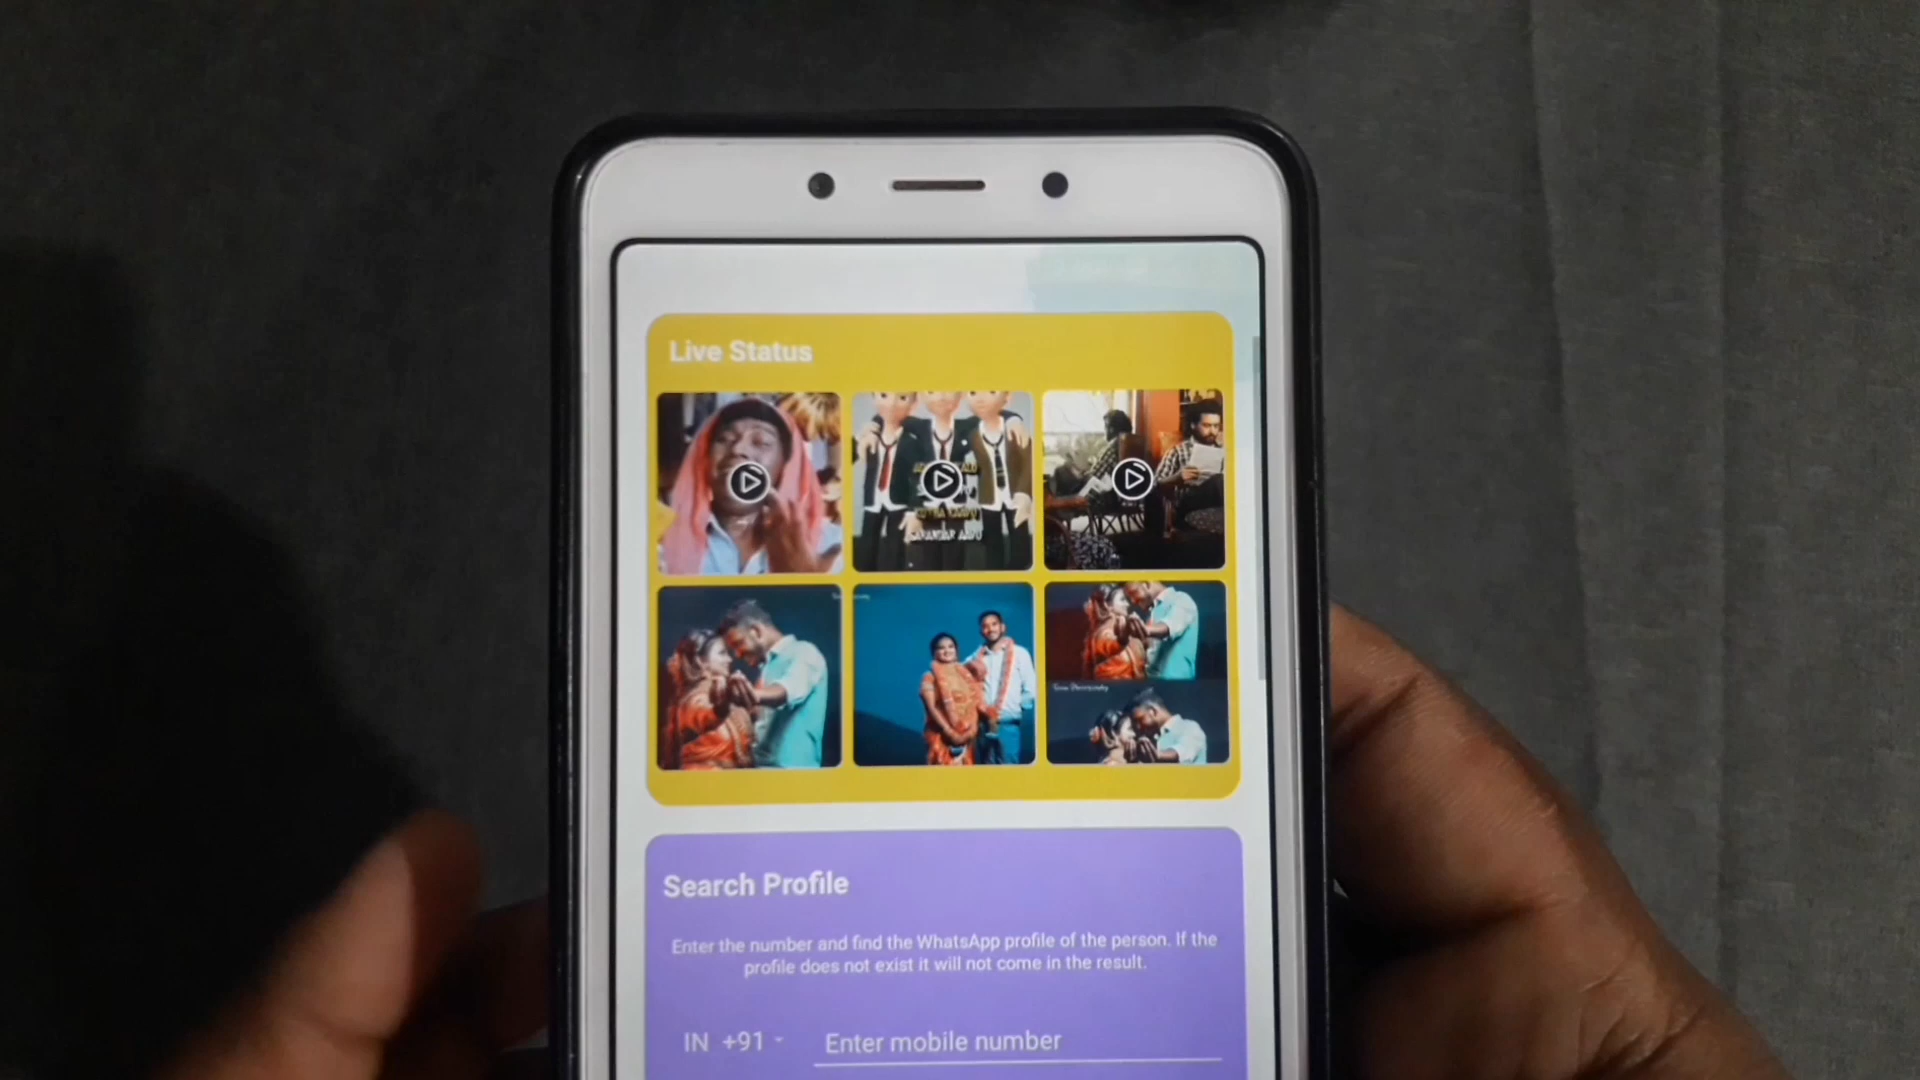 Live Status
Search Profile
Enter the number and find the WhatsApp profile of the person. If the
profile does not exist it will not come in the result.
IN +91
Enter mobile number